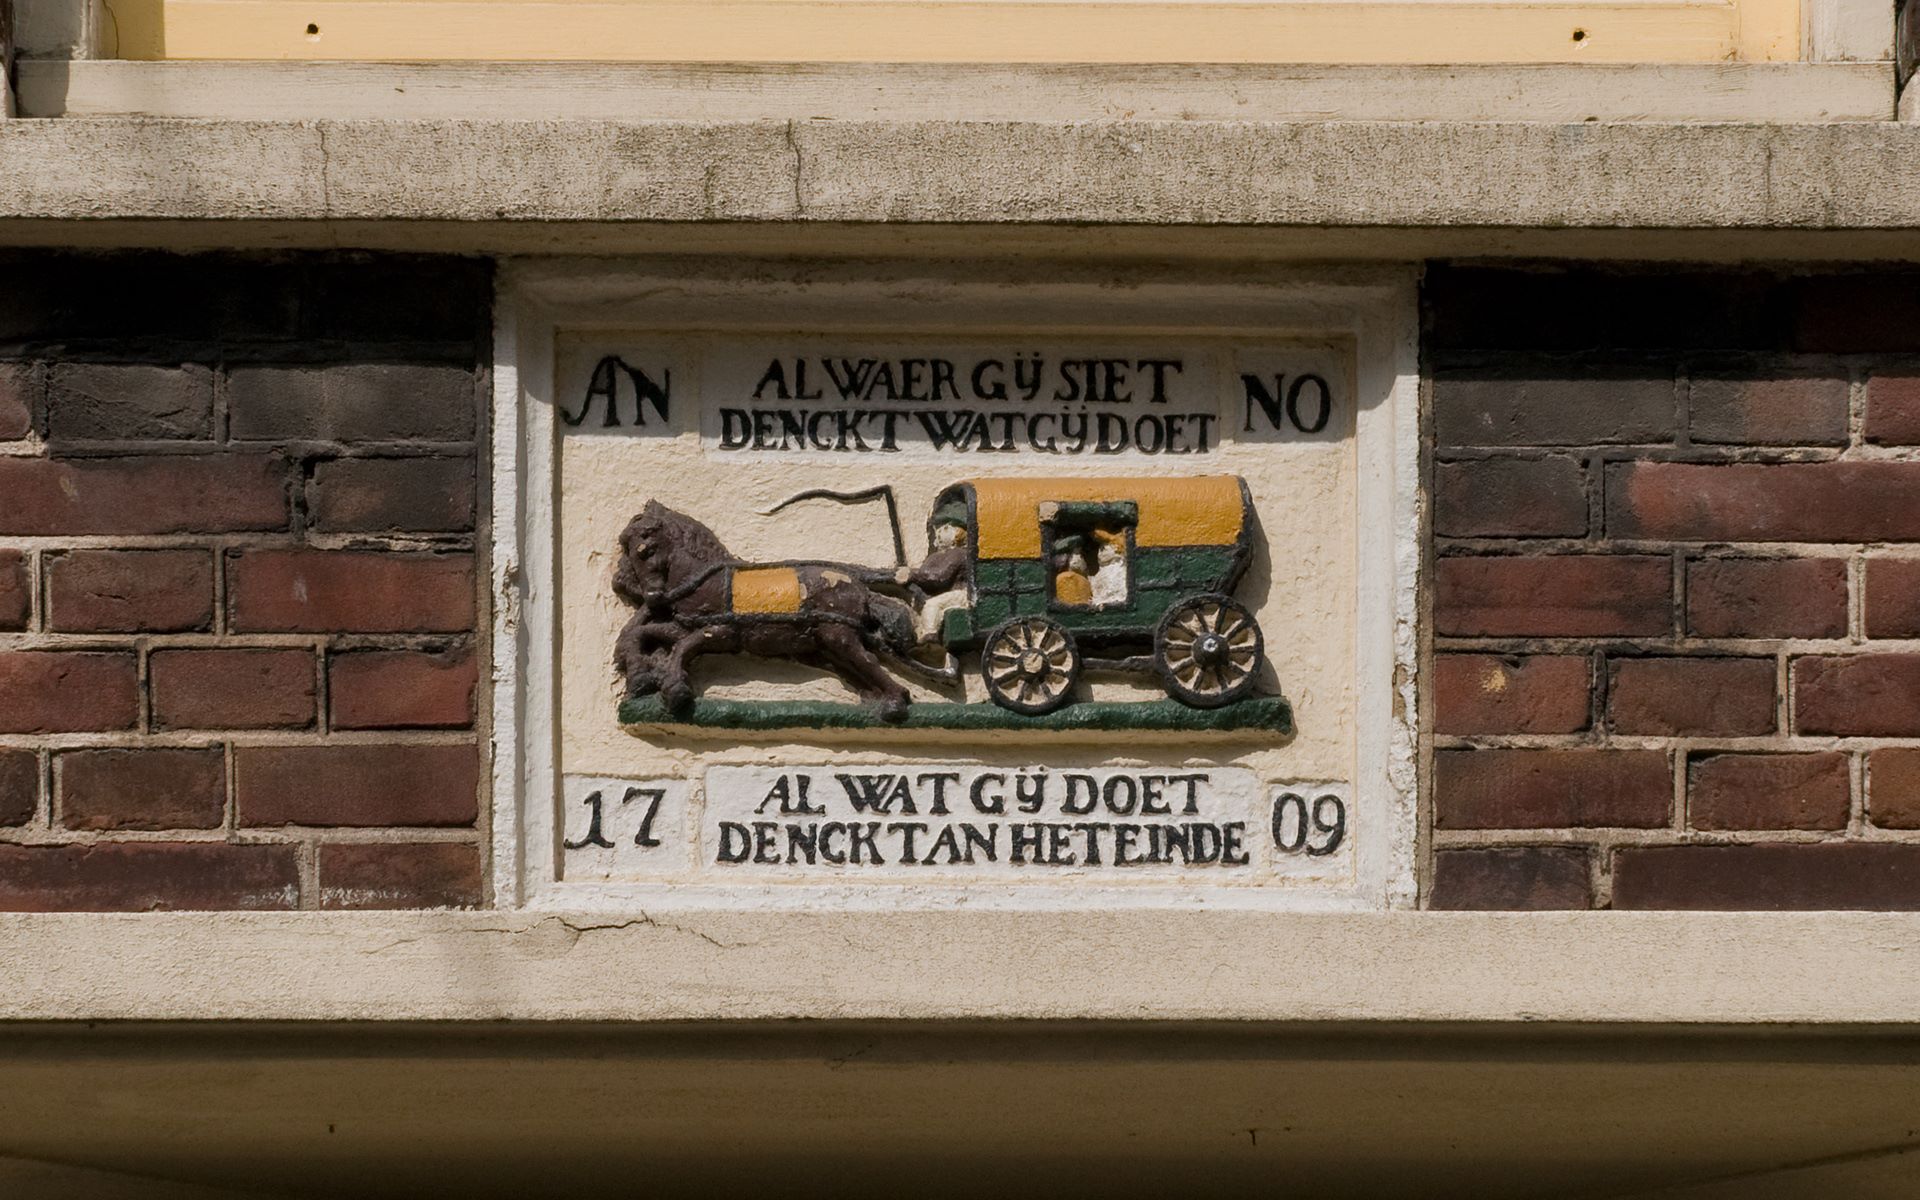 AN
AL WAER GŸ SIET
DENCKT WAT GŸ DOET
NO
17
AL WAT GŸ DOET
DENCKT AN HET EINDE
09